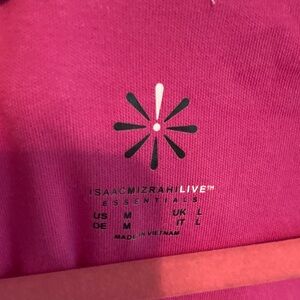 ISAACMIZRAHILIVE™
ESSENTIALS
US M UK L
DE M IT L
MADE IN VIETNAM